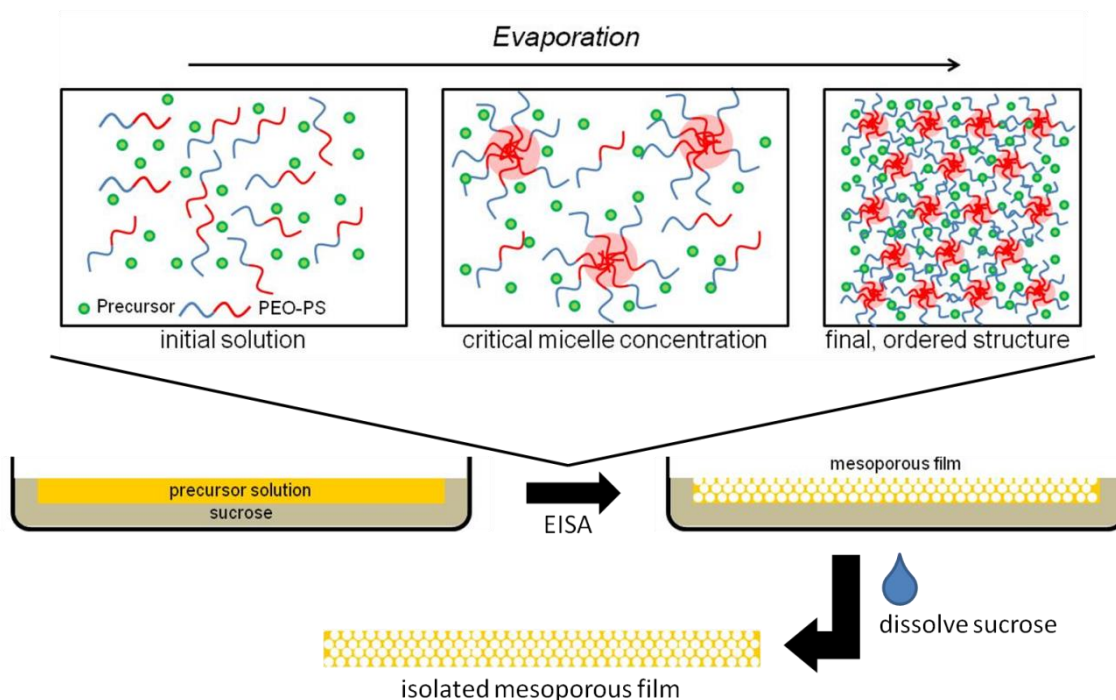 Evaporation
Precursor
PEO-PS
initial solution
critical micelle concentration
final, ordered structure
precursor solution
sucrose
EISA
mesoporous film
dissolve sucrose
isolated mesoporous film